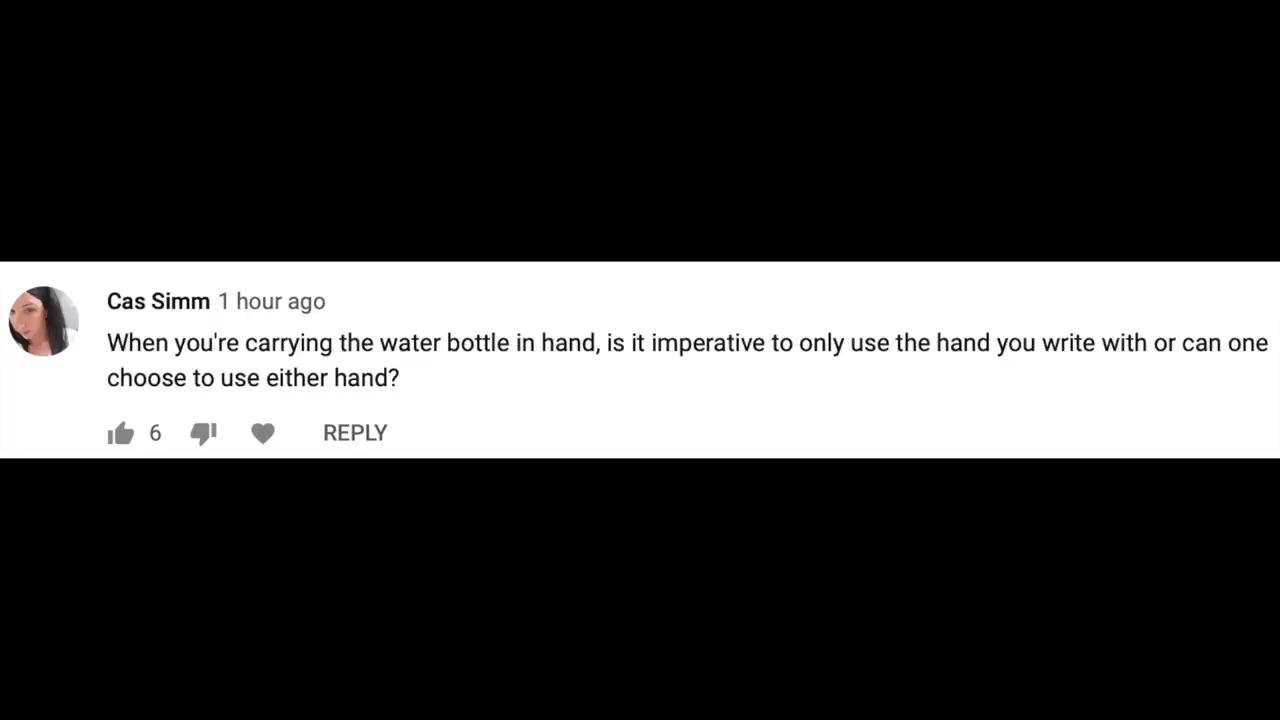 Cas Simm 1 hour ago
When you're carrying the water bottle in hand, is it imperative to only use the hand you write with or can one
choose to use either hand?
6 REPLY